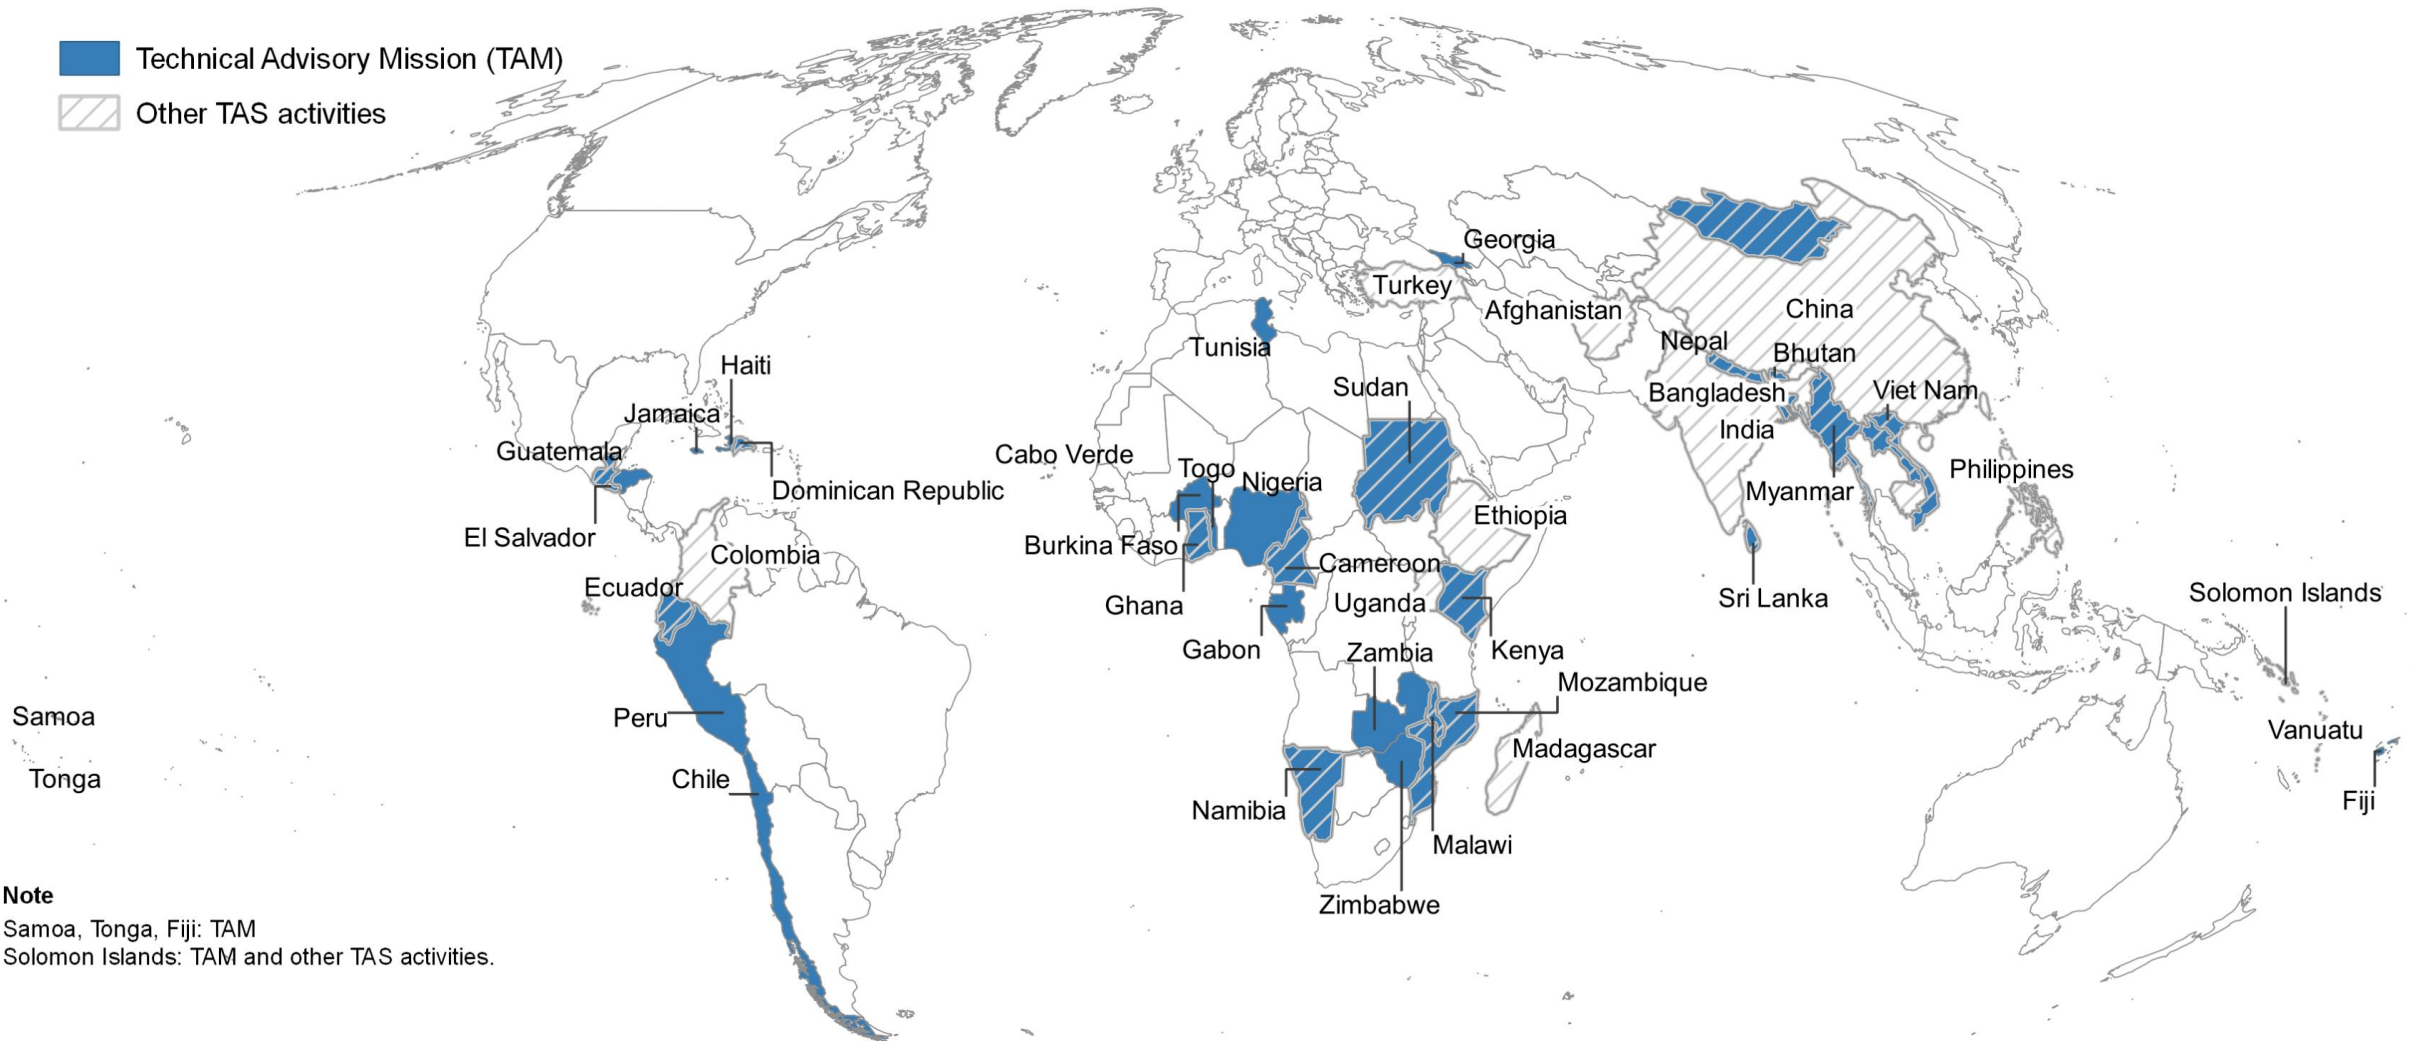 Technical Advisory Mission (TAM)
Other TAS activities
Georgia
Turkey
Afghanistan
China
Tunisia
Nepal
Bhutan
Haiti
Sudan
Bangladesh
Viet Nam
Jamaica
India
Guatemala
Cabo Verde
Togo
Nigeria
Philippines
Dominican Republic
Myanmar
Ethiopia
El Salvador
Burkina Faso
Colombia
Cameroon
Ecuador
Ghana
Uganda
Sri Lanka
Solomon Islands
Gabon
Zambia
Kenya
Mozambique
Samoa
Peru
Vanuatu
Madagascar
Tonga
Chile
Fiji
Namibia
Malawi
Zimbabwe
Note
Samoa, Tonga, Fiji: TAM
Solomon Islands: TAM and other TAS activities.